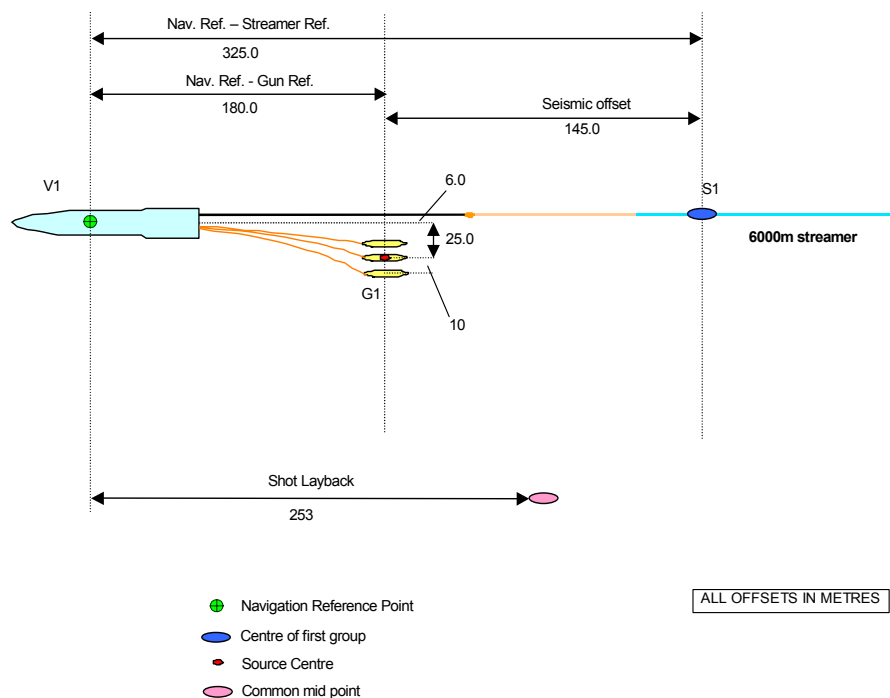 Nav. Ref. – Streamer Ref.
325.0
Nav. Ref. - Gun Ref.
180.0
Seismic offset
145.0
V1
6.0
S1
25.0
6000m streamer
G1
10
Shot Layback
253
Navigation Reference Point
ALL OFFSETS IN METRES
Centre of first group
Source Centre
Common mid point